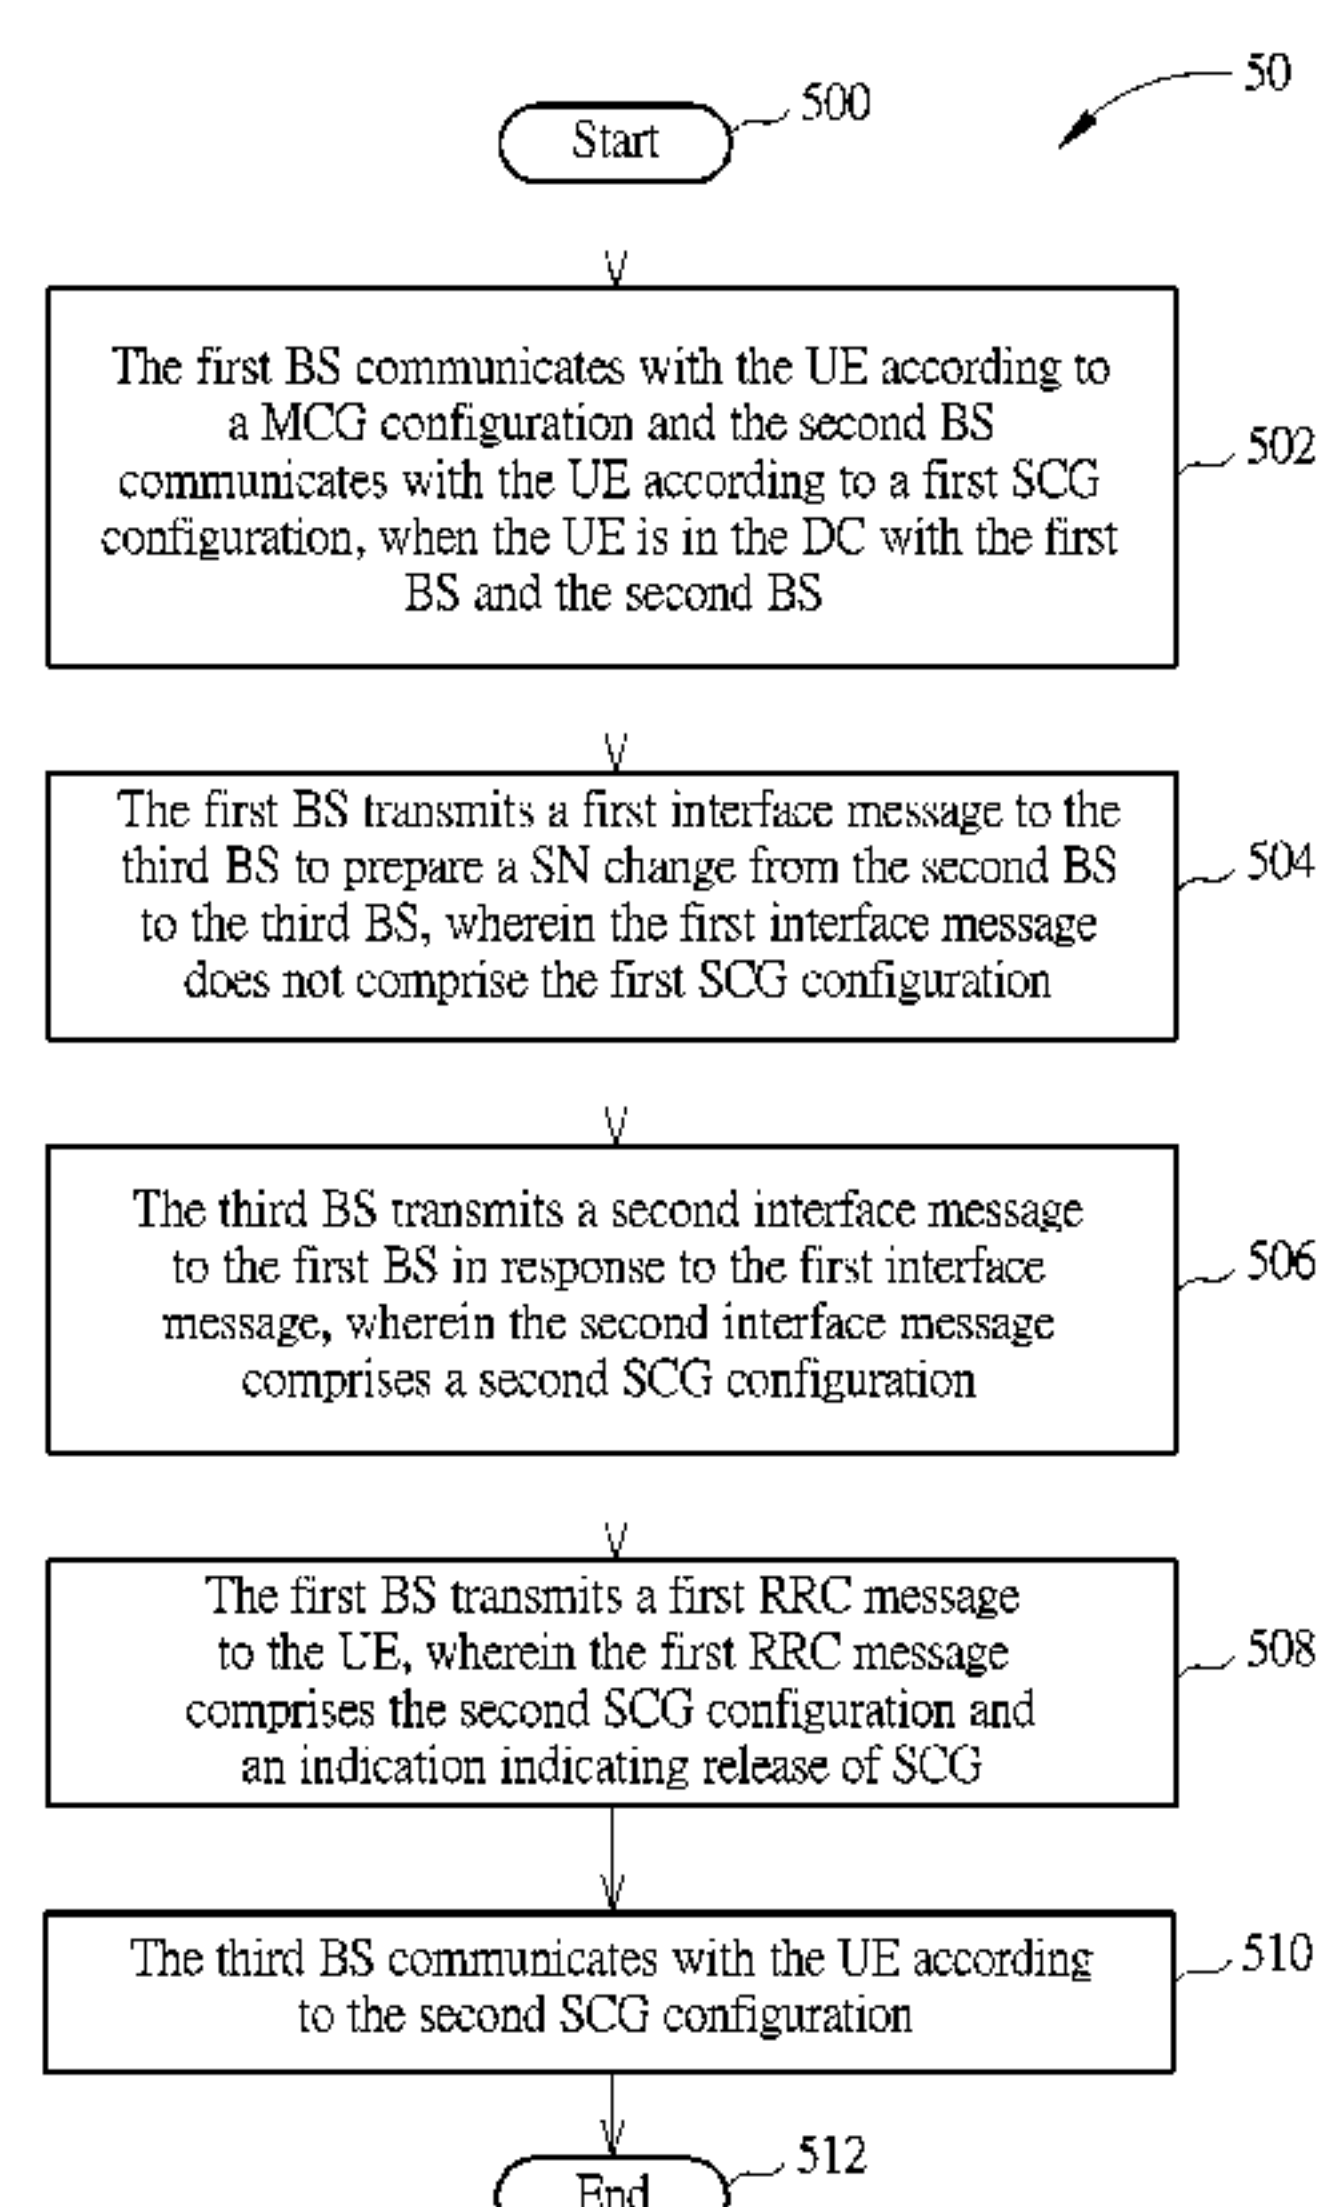 50
Start
500
The first BS communicates with the UE according to
a MCG configuration and the second BS
communicates with the UE according to a first SCG
configuration, when the UE is in the DC with the first
BS and the second BS
502
The first BS transmits a first interface message to the
third BS to prepare a SN change from the second BS
to the third BS, wherein the first interface message
does not comprise the first SCG configuration
504
The third BS transmits a second interface message
to the first BS in response to the first interface
message, wherein the second interface message
comprises a second SCG configuration
506
The first BS transmits a first RRC message
to the UE, wherein the first RRC message
comprises the second SCG configuration and
an indication indicating release of SCG
508
The third BS communicates with the UE according
to the second SCG configuration
510
End
512